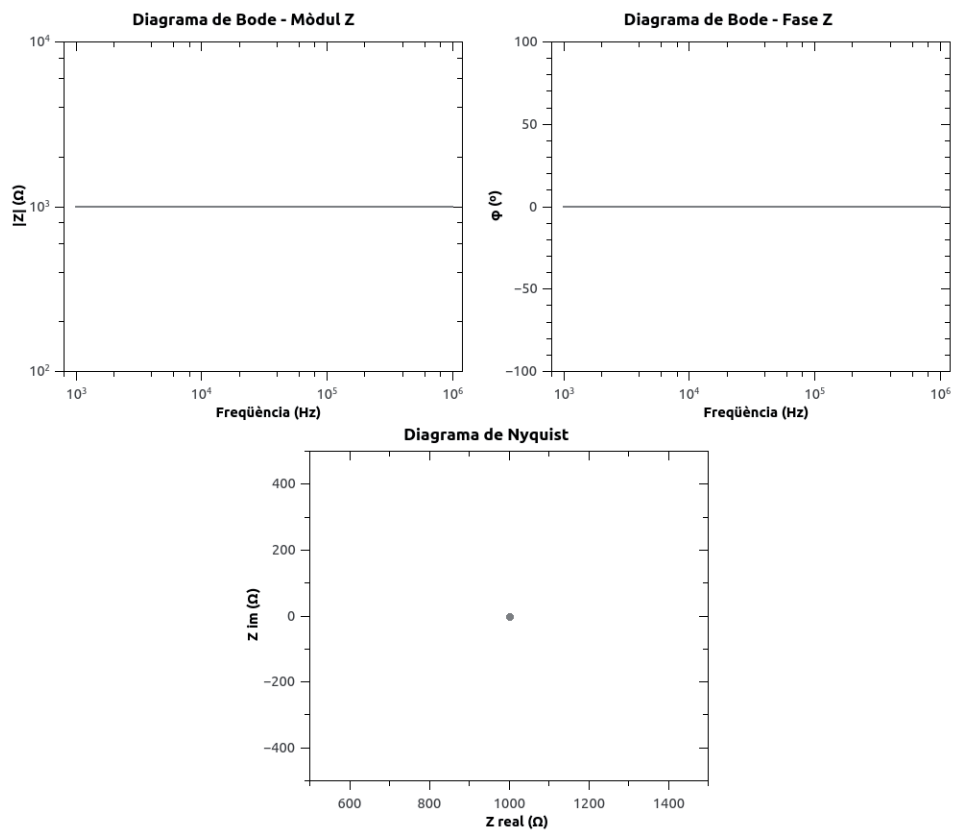 Diagrama de Bode - Mòdul Z
10⁴
10³
10²
|Z| (Ω)
10³ 10⁴ 10⁵ 10⁶
Freqüència (Hz)
Diagrama de Bode - Fase Z
100
50
0
−50
−100
φ (º)
10³ 10⁴ 10⁵ 10⁶
Freqüència (Hz)
Diagrama de Nyquist
400
200
0
−200
−400
Z im (Ω)
600 800 1000 1200 1400
Z real (Ω)